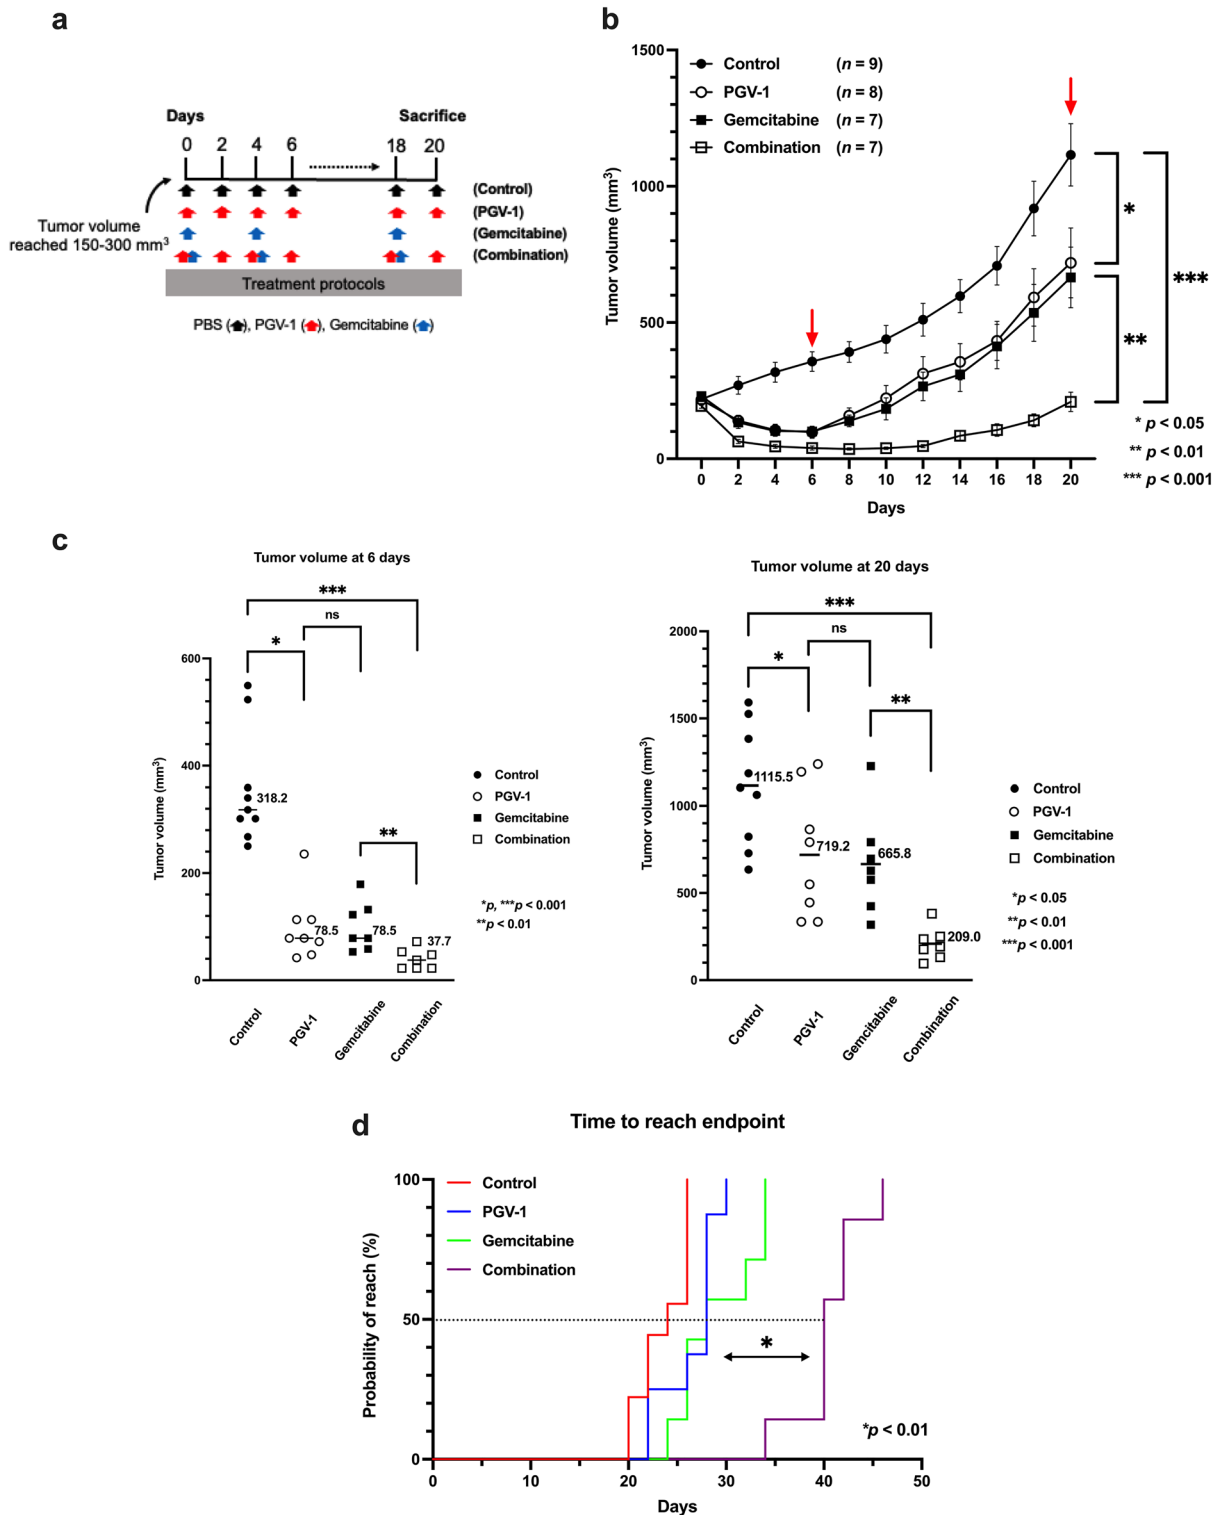 a
Days
Sacrifice
0 2 4 6 18 20
(Control)
(PGV-1)
(Gemcitabine)
(Combination)
Tumor volume
reached 150-300 mm³
Treatment protocols
PBS (), PGV-1 (), Gemcitabine ()
b
Control (n = 9)
PGV-1 (n = 8)
Gemcitabine (n = 7)
Combination (n = 7)
Tumor volume (mm³)
1500
1000
500
0
0 2 4 6 8 10 12 14 16 18 20
Days
*
**
***
* p < 0.05
** p < 0.01
*** p < 0.001
c
Tumor volume at 6 days
***
ns
*
**
Tumor volume (mm³)
600
400
200
0
318.2
78.5
78.5
37.7
Control
PGV-1
Gemcitabine
Combination
Control
PGV-1
Gemcitabine
Combination
*p, ***p < 0.001
**p < 0.01
Tumor volume at 20 days
***
ns
*
**
Tumor volume (mm³)
2000
1500
1000
500
0
1115.5
719.2
665.8
209.0
Control
PGV-1
Gemcitabine
Combination
Control
PGV-1
Gemcitabine
Combination
*p < 0.05
**p < 0.01
***p < 0.001
d
Time to reach endpoint
Control
PGV-1
Gemcitabine
Combination
Probability of reach (%)
100
50
0
*
*p < 0.01
0 10 20 30 40 50
Days